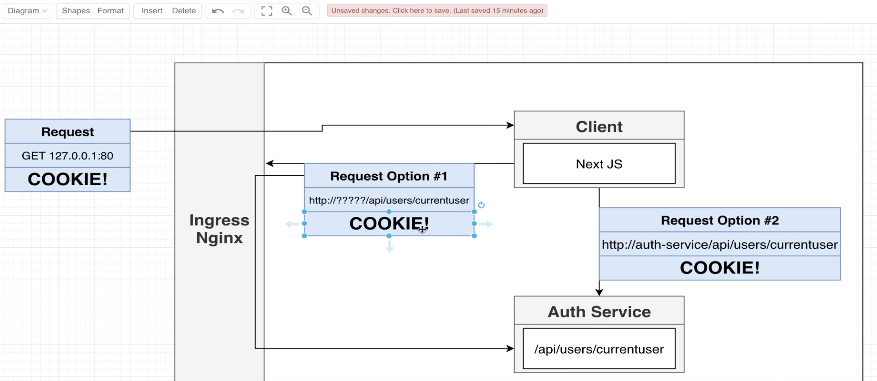 Diagram
Shapes
Format
Insert
Delete
Unsaved changes. Click here to save. (Last saved 15 minutes ago)
Request
GET 127.0.0.1:80
COOKIE!
Ingress
Nginx
Client
Next JS
Request Option #1
http://?????/api/users/currentuser
COOKIE!
Request Option #2
http://auth-service/api/users/currentuser
COOKIE!
Auth Service
/api/users/currentuser